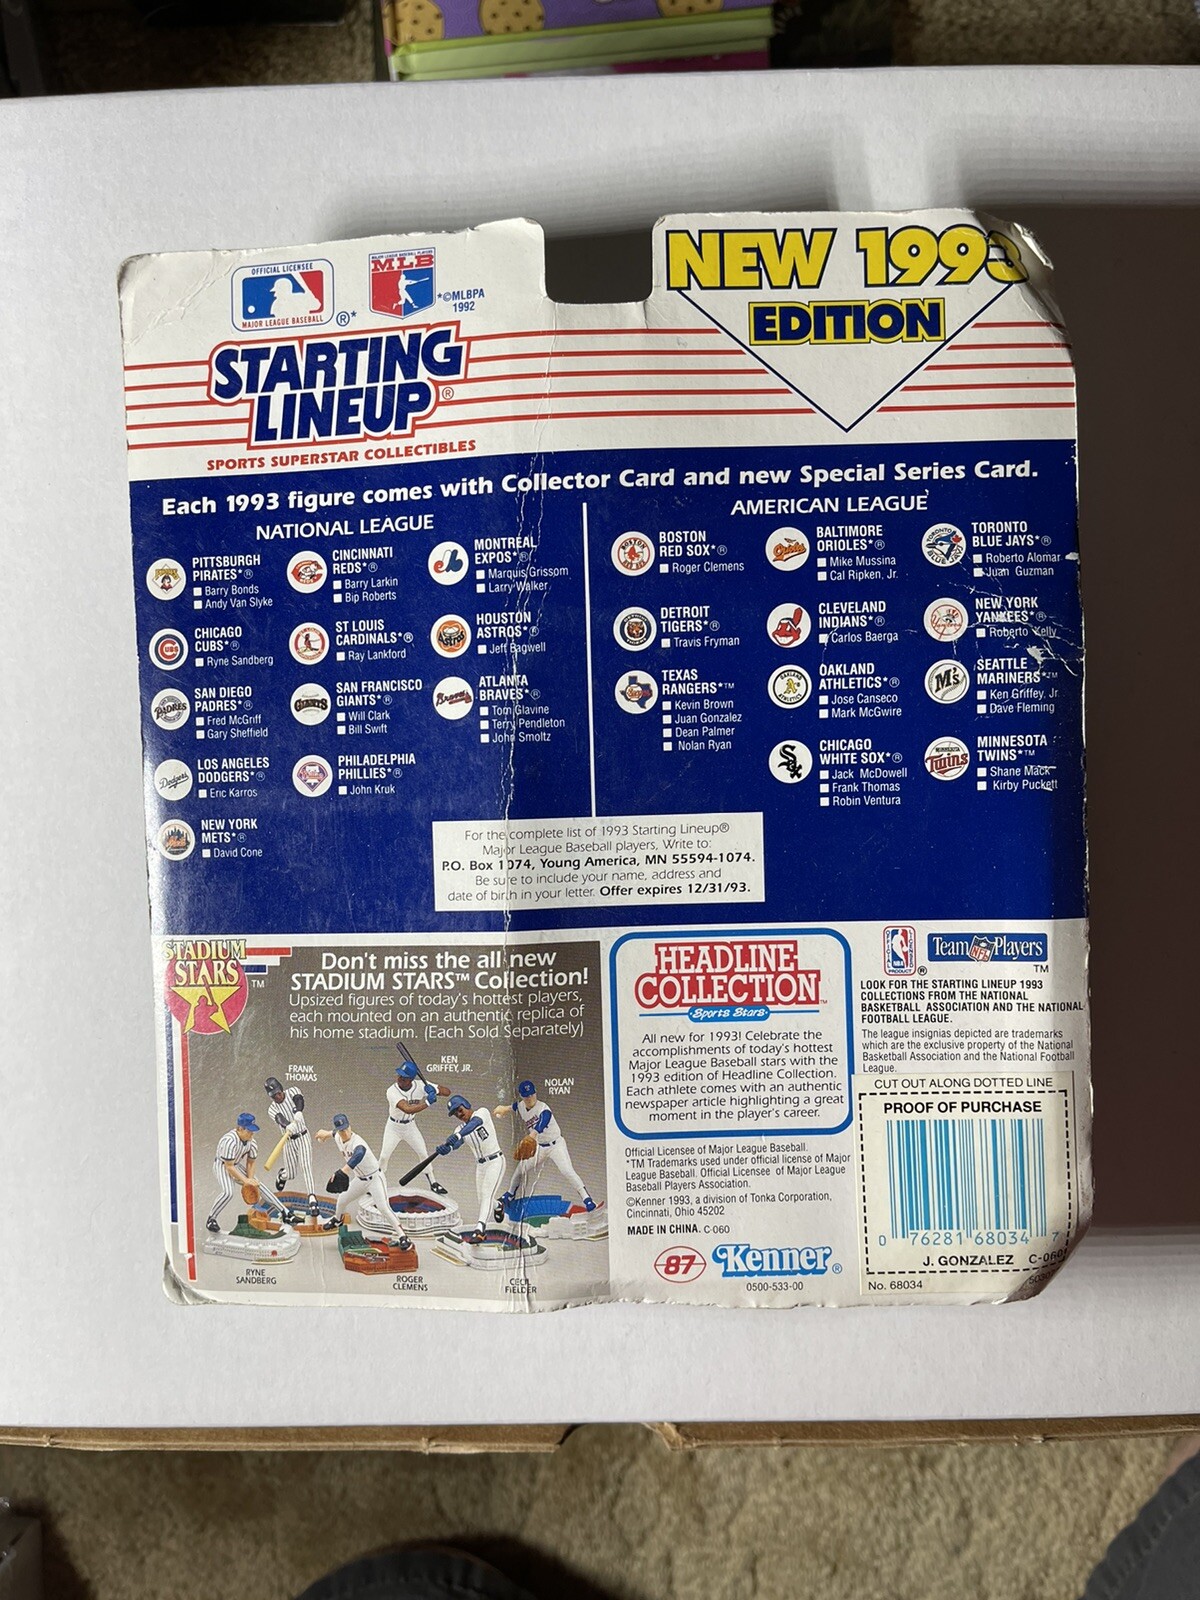 OFFICIAL LICENSEE
MAJOR LEAGUE BASEBALL
®*
MAJOR LEAGUE BASEBALL PLAYERS
MLB
*©MLBPA
1992
STARTING
LINEUP®
SPORTS SUPERSTAR COLLECTIBLES
NEW 1993
EDITION
Each 1993 figure comes with Collector Card and new Special Series Card.
NATIONAL LEAGUE
PITTSBURGH
PIRATES*®
Barry Bonds
Andy Van Slyke
CHICAGO
CUBS*®
Ryne Sandberg
SAN DIEGO
PADRES*®
Fred McGriff
Gary Sheffield
LOS ANGELES
DODGERS*®
Eric Karros
NEW YORK
METS*®
David Cone
CINCINNATI
REDS*®
Barry Larkin
Bip Roberts
ST LOUIS
CARDINALS*®
Ray Lankford
SAN FRANCISCO
GIANTS*®
Will Clark
Bill Swift
PHILADELPHIA
PHILLIES*®
John Kruk
MONTREAL
EXPOS*®
Marquis Grissom
Larry Walker
HOUSTON
ASTROS*®
Jeff Bagwell
ATLANTA
BRAVES*®
Tom Glavine
Terry Pendleton
John Smoltz
AMERICAN LEAGUE
BOSTON
RED SOX*®
Roger Clemens
DETROIT
TIGERS*®
Travis Fryman
TEXAS
RANGERS*™
Kevin Brown
Juan Gonzalez
Dean Palmer
Nolan Ryan
BALTIMORE
ORIOLES*®
Mike Mussina
Cal Ripken, Jr.
CLEVELAND
INDIANS*®
Carlos Baerga
OAKLAND
ATHLETICS*®
Jose Canseco
Mark McGwire
CHICAGO
WHITE SOX*®
Jack McDowell
Frank Thomas
Robin Ventura
TORONTO
BLUE JAYS*®
Roberto Alomar
Juan Guzman
NEW YORK
YANKEES*®
Roberto Kelly
SEATTLE
MARINERS*™
Ken Griffey, Jr.
Dave Fleming
MINNESOTA
TWINS*™
Shane Mack
Kirby Puckett
For the complete list of 1993 Starting Lineup®
Major League Baseball players, Write to:
P.O. Box 1074, Young America, MN 55594-1074.
Be sure to include your name, address and
date of birth in your letter. Offer expires 12/31/93.
STADIUM
STARS™
Don't miss the all new
STADIUM STARS™ Collection!
Upsized figures of today's hottest players,
each mounted on an authentic replica of
his home stadium. (Each Sold Separately)
FRANK
THOMAS
KEN
GRIFFEY, JR.
NOLAN
RYAN
RYNE
SANDBERG
ROGER
CLEMENS
CECIL
FIELDER
HEADLINE
COLLECTION™
Sports Stars
All new for 1993! Celebrate the
accomplishments of today's hottest
Major League Baseball stars with the
1993 edition of Headline Collection.
Each athlete comes with an authentic
newspaper article highlighting a great
moment in the player's career.
Official Licensee of Major League Baseball.
*TM Trademarks used under official license of Major
League Baseball. Official Licensee of Major League
Baseball Players Association.
©Kenner 1993, a division of Tonka Corporation,
Cincinnati, Ohio 45202
MADE IN CHINA. C-060
87 Kenner®
0500-533-00
OFFICIAL NBA PRODUCT ®
Team NFL Players
TM
LOOK FOR THE STARTING LINEUP 1993
COLLECTIONS FROM THE NATIONAL
BASKETBALL ASSOCIATION AND THE NATIONAL
FOOTBALL LEAGUE.
The league insignias depicted are trademarks
which are the exclusive property of the National
Basketball Association and the National Football
League.
CUT OUT ALONG DOTTED LINE
PROOF OF PURCHASE
0 76281 68034 7
J. GONZALEZ C-060
No. 68034